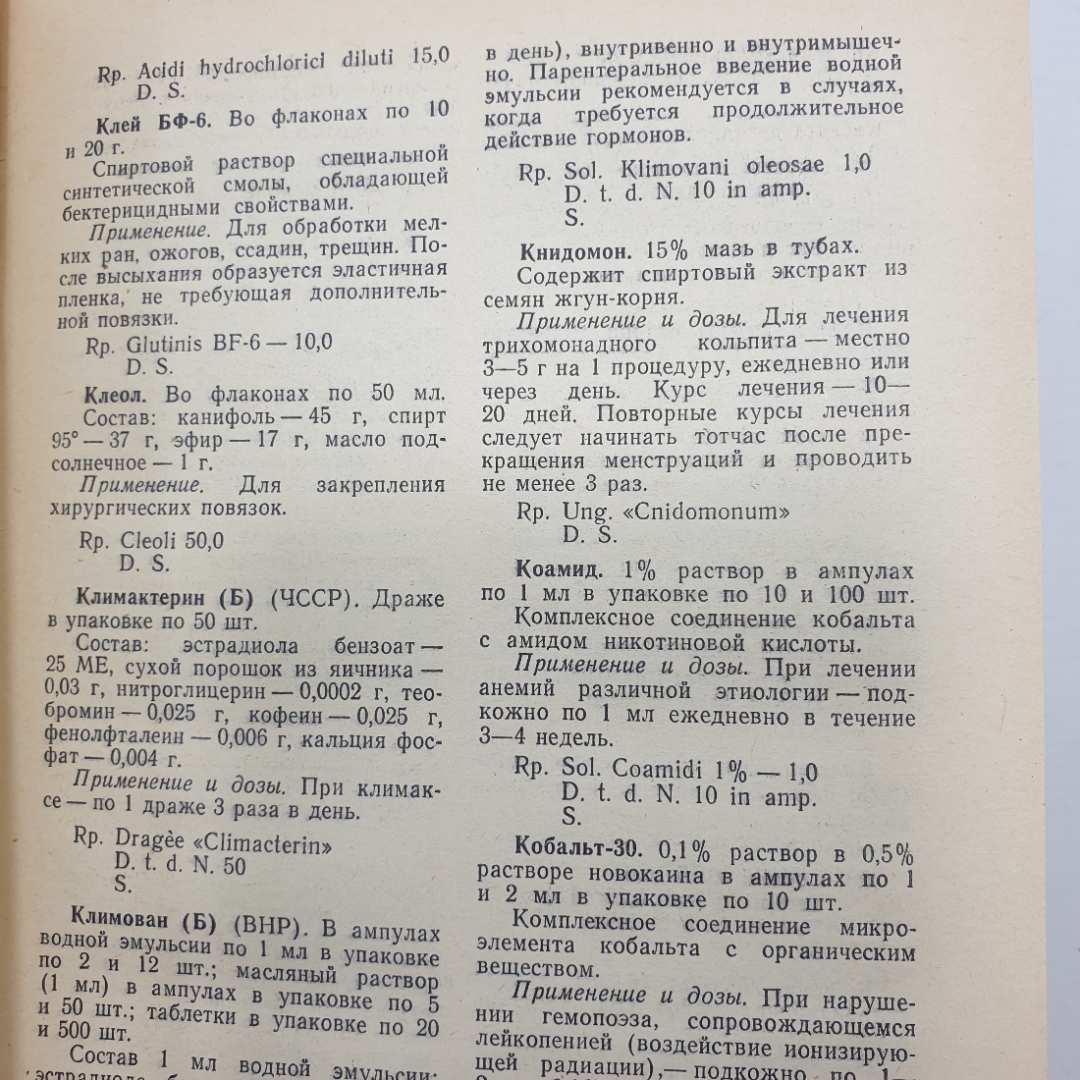 Rp. Acidi hydrochlorici diluti 15,0
D. S.
Клей БФ-6. Во флаконах по 10
и 20 г.
Спиртовой раствор специальной
синтетической смолы, обладающей
бектерицидными свойствами.
Применение. Для обработки мел-
ких ран, ожогов, ссадин, трещин. По-
сле высыхания образуется эластичная
пленка, не требующая дополнитель-
ной повязки.
Rp. Glutinis BF-6 — 10,0
D. S.
Клеол. Во флаконах по 50 мл.
Состав: канифоль — 45 г, спирт
95° — 37 г, эфир — 17 г, масло под-
солнечное — 1 г.
Применение. Для закрепления
хирургических повязок.
Rp. Cleoli 50,0
D. S.
Климактерин (Б) (ЧССР). Драже
в упаковке по 50 шт.
Состав: эстрадиола бензоат —
25 МЕ, сухой порошок из яичника —
0,03 г, нитроглицерин — 0,0002 г, тео-
бромин — 0,025 г, кофеин — 0,025 г,
фенолфталеин — 0,006 г, кальция фос-
фат — 0,004 г.
Применение и дозы. При климак-
се — по 1 драже 3 раза в день.
Rp. Dragèe «Climacterin»
D. t. d. N. 50
S.
Климован (Б) (ВНР). В ампулах
водной эмульсии по 1 мл в упаковке
по 2 и 12 шт.; масляный раствор
(1 мл) в ампулах в упаковке по 5
и 50 шт.; таблетки в упаковке по 20
и 500 шт.
Состав 1 мл водной эмульсии:
эстрадиола
в день), внутривенно и внутримышеч-
но. Парентеральное введение водной
эмульсии рекомендуется в случаях,
когда требуется продолжительное
действие гормонов.
Rp. Sol. Klimovani oleosae 1,0
D. t. d. N. 10 in amp.
S.
Книдомон. 15% мазь в тубах.
Содержит спиртовый экстракт из
семян жгун-корня.
Применение и дозы. Для лечения
трихомонадного кольпита — местно
3—5 г на 1 процедуру, ежедневно или
через день. Курс лечения — 10—
20 дней. Повторные курсы лечения
следует начинать тотчас после пре-
кращения менструаций и проводить
не менее 3 раз.
Rp. Ung. «Cnidomonum»
D. S.
Коамид. 1% раствор в ампулах
по 1 мл в упаковке по 10 и 100 шт.
Комплексное соединение кобальта
с амидом никотиновой кислоты.
Применение и дозы. При лечении
анемий различной этиологии — под-
кожно по 1 мл ежедневно в течение
3—4 недель.
Rp. Sol. Coamidi 1% — 1,0
D. t. d. N. 10 in amp.
S.
Кобальт-30. 0,1% раствор в 0,5%
растворе новокаина в ампулах по 1
и 2 мл в упаковке по 10 шт.
Комплексное соединение микро-
элемента кобальта с органическим
веществом.
Применение и дозы. При наруше-
нии гемопоэза, сопровождающемся
лейкопенией (воздействие ионизирую-
щей радиации),— подкожно по 1—